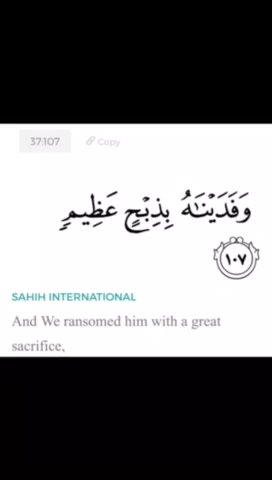 37:107 Copy
وَفَدَيْنَـٰهُ بِذِبْحٍ عَظِيمٍ
١٠٧
SAHIH INTERNATIONAL
And We ransomed him with a great
sacrifice,